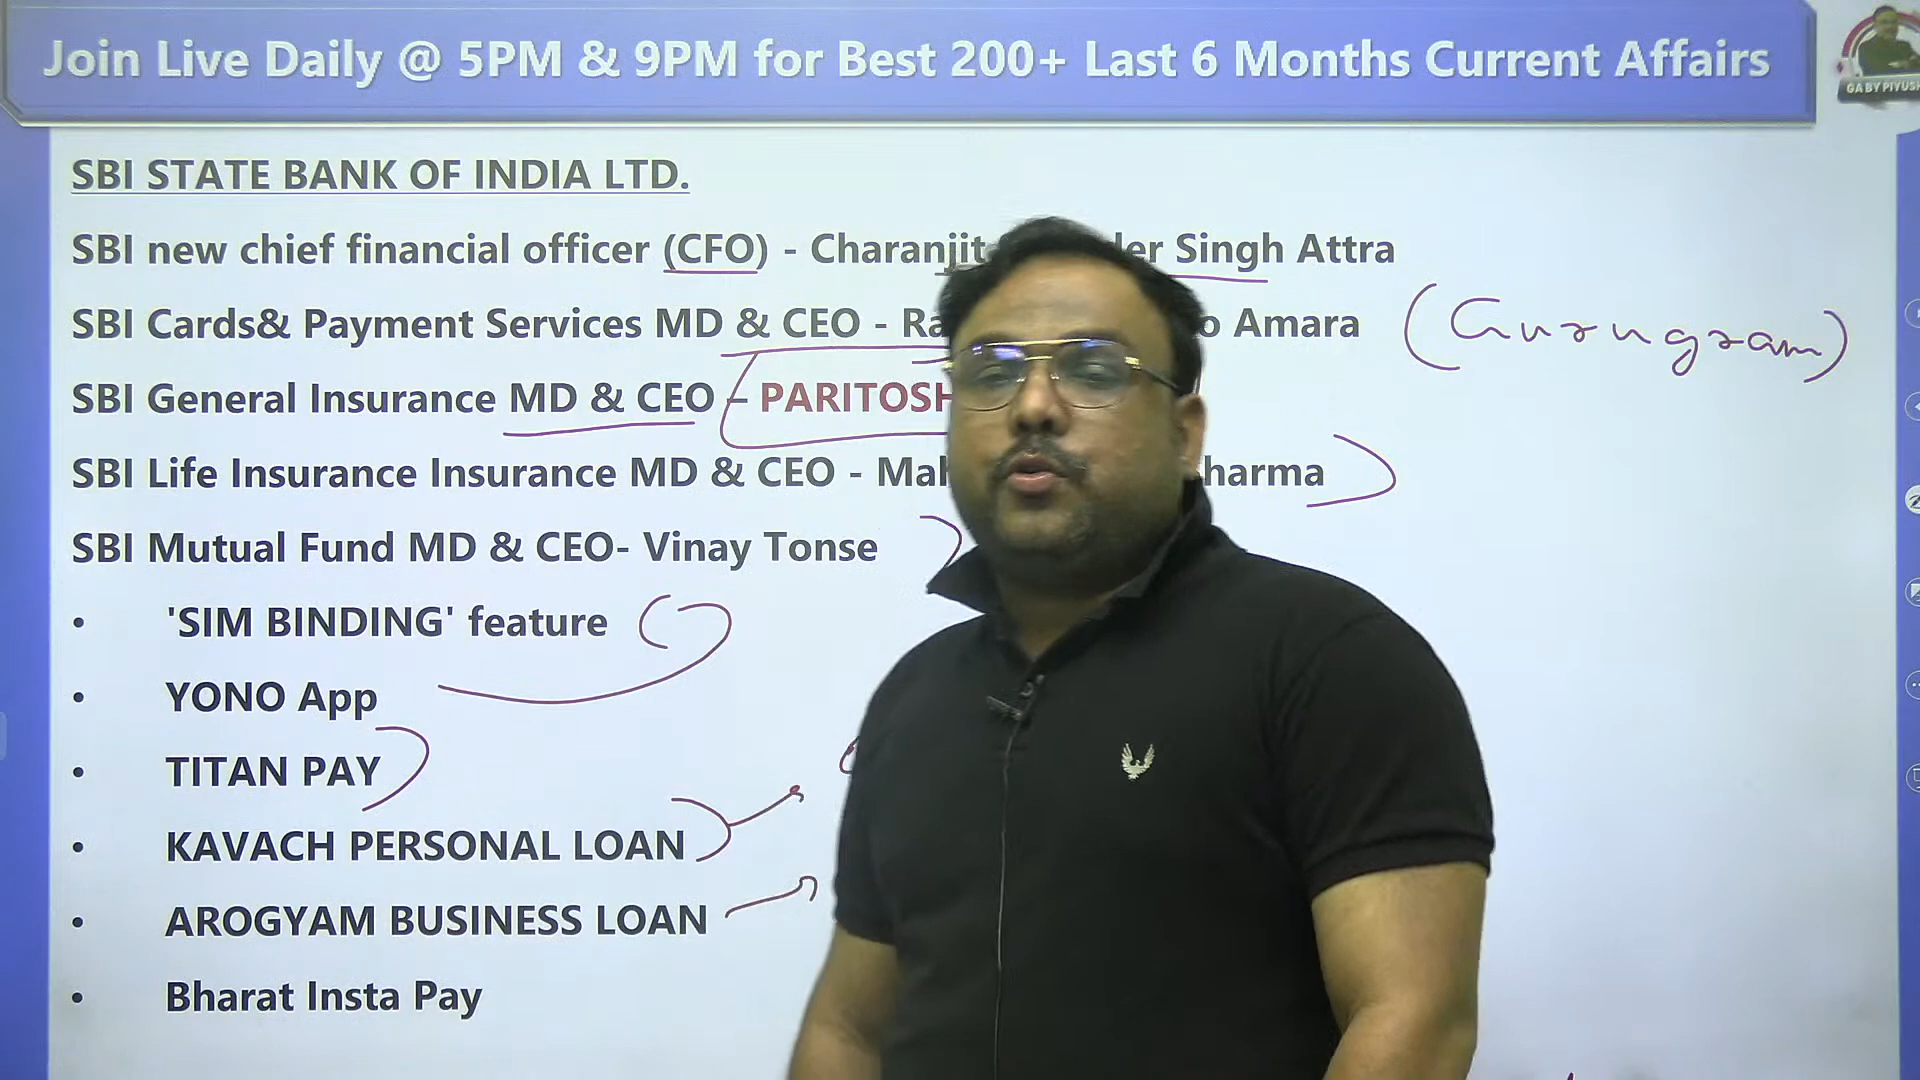 Join Live Daily @ 5PM & 9PM for Best 200+ Last 6 Months Current Affairs
GA BY PIYUSH
SBI STATE BANK OF INDIA LTD.
SBI new chief financial officer (CFO) - Charanjit Singh Attra
SBI Cards& Payment Services MD & CEO - Amara (Gurugram)
SBI General Insurance MD & CEO - PARITOSH
SBI Life Insurance Insurance MD & CEO -
SBI Mutual Fund MD & CEO- Vinay Tonse
• 'SIM BINDING' feature
• YONO App
• TITAN PAY
• KAVACH PERSONAL LOAN
• AROGYAM BUSINESS LOAN
• Bharat Insta Pay